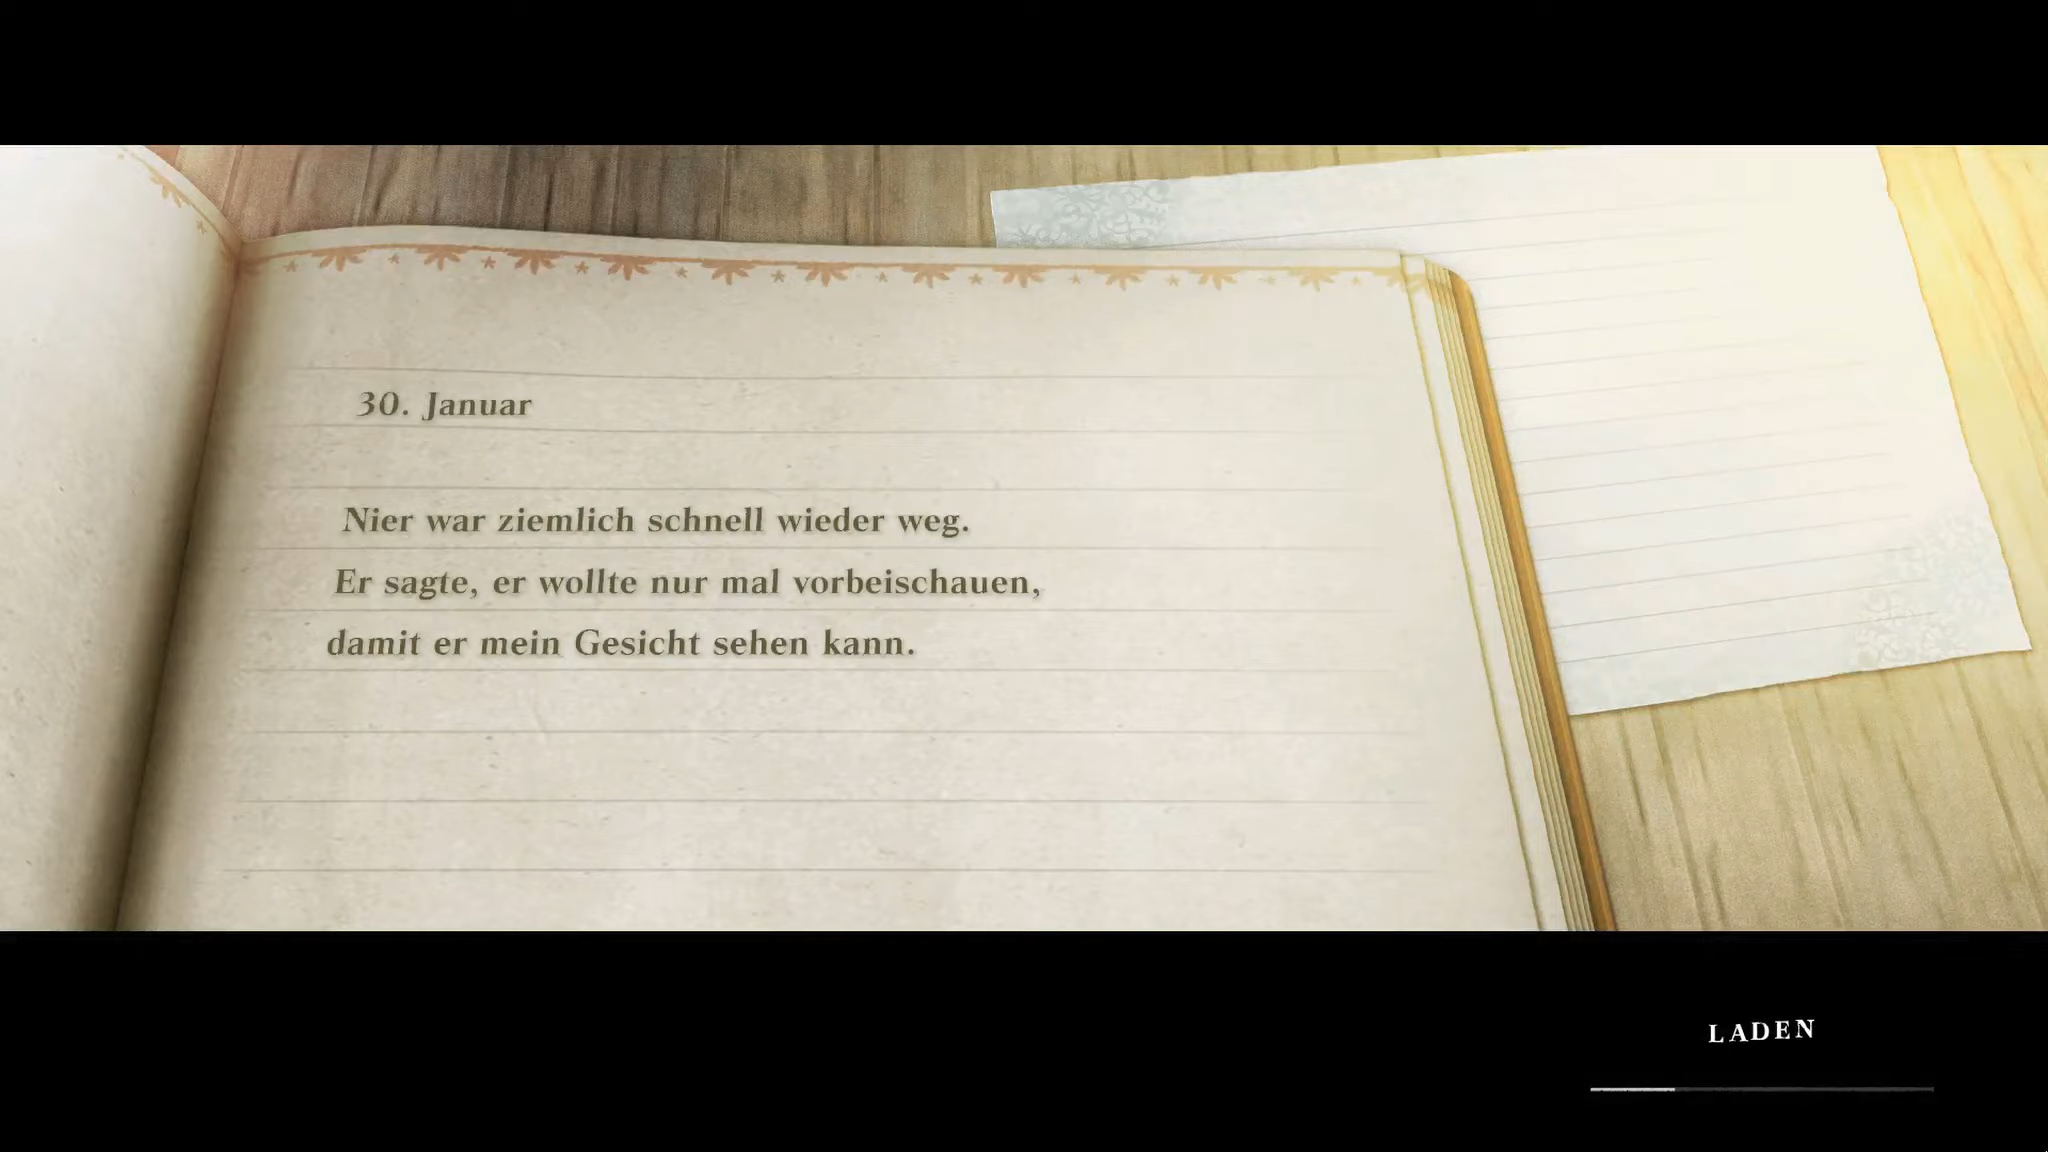 30. Januar
Nier war ziemlich schnell wieder weg.
Er sagte, er wollte nur mal vorbeischauen,
damit er mein Gesicht sehen kann.
LADEN